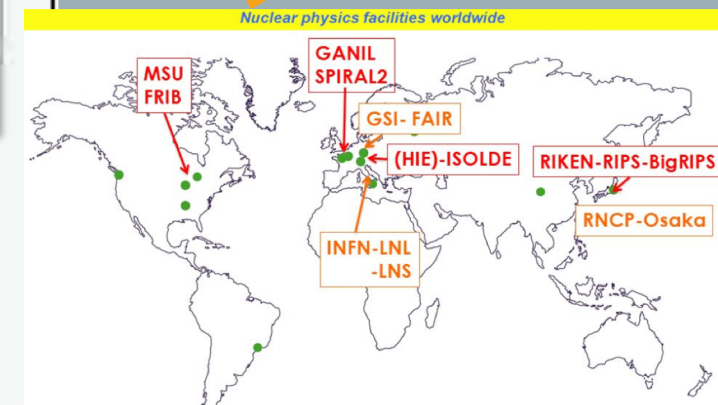 Nuclear physics facilities worldwide
GANIL
SPIRAL2
MSU
FRIB
GSI- FAIR
(HIE)-ISOLDE
RIKEN-RIPS-BigRIPS
RNCP-Osaka
INFN-LNL
-LNS